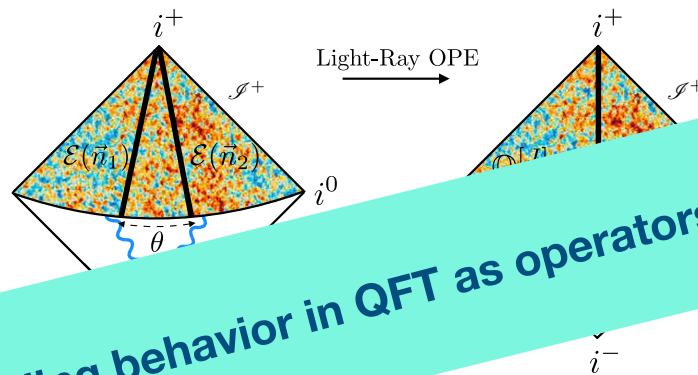 i⁺
Light-Ray OPE
i⁺
𝓘⁺
𝓘⁺
ℰ(n⃗₁)
ℰ(n⃗₂)
i⁰
θ
behavior in QFT as operators
i⁻